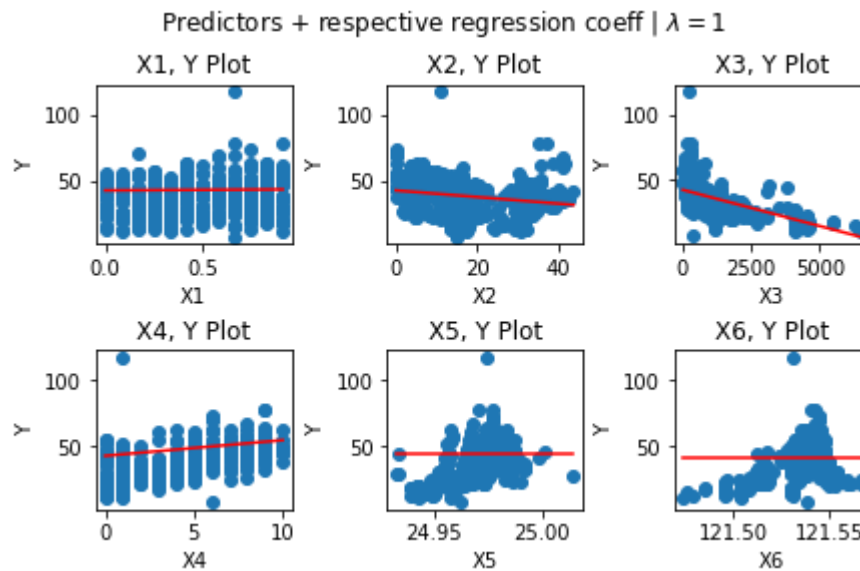 Predictors + respective regression coeff | λ = 1
X1, Y Plot
X2, Y Plot
X3, Y Plot
100
50
Y
0.0
0.5
X1
100
50
Y
0
20
40
X2
100
50
Y
0
2500
5000
X3
X4, Y Plot
X5, Y Plot
X6, Y Plot
100
50
Y
0
5
10
X4
100
50
Y
24.95
25.00
X5
100
50
Y
121.50
121.55
X6